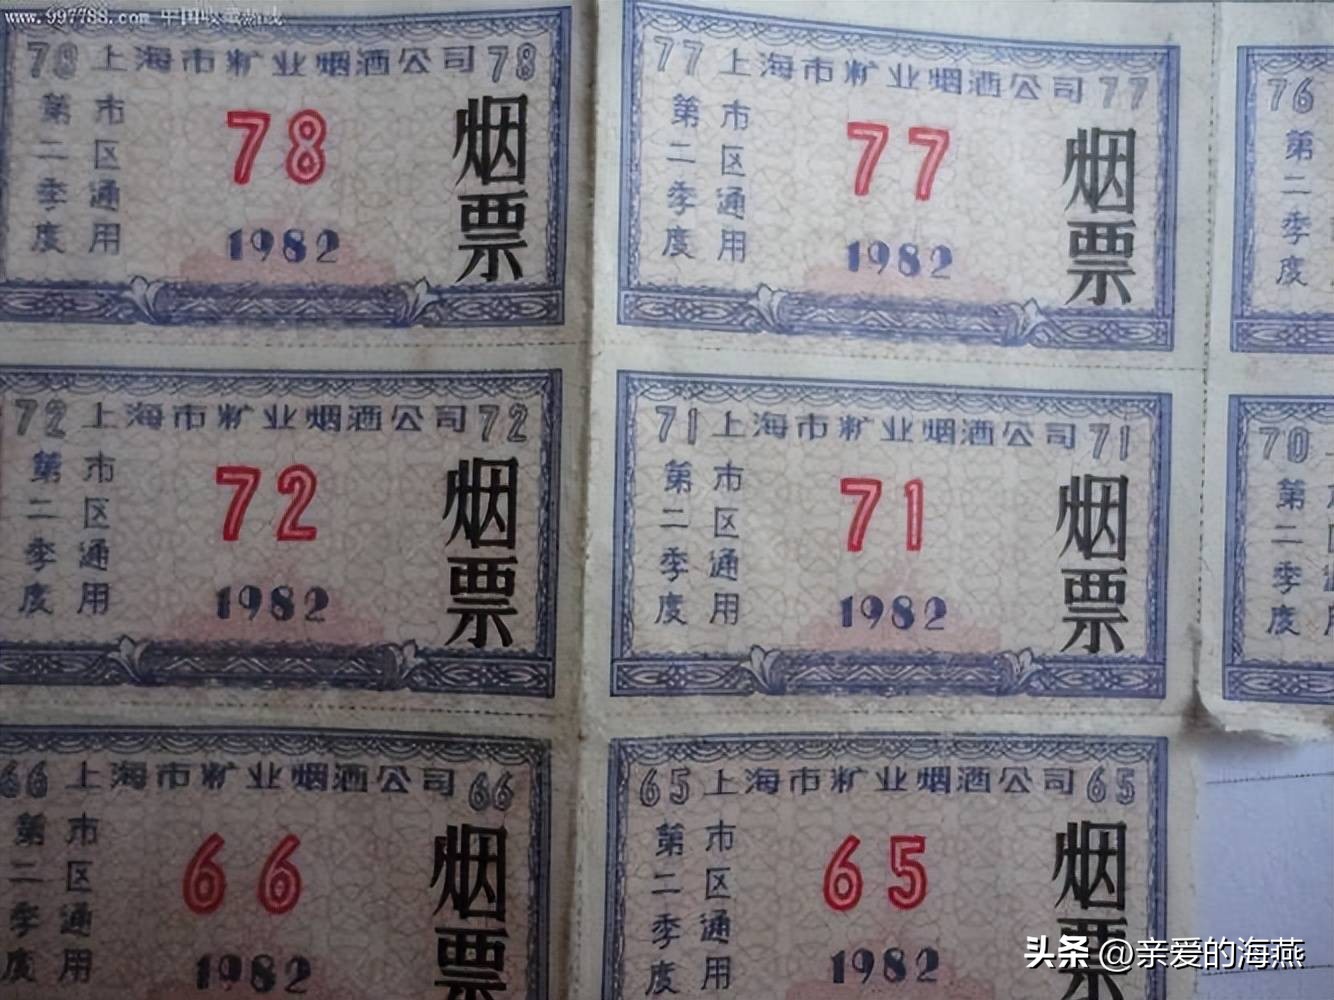 www.997788.com 中国收藏热线
78 上海市糖业烟酒公司 78
第二季度
市区通用
78
1982
烟票
77 上海市糖业烟酒公司 77
第二季度
市区通用
77
1982
烟票
76
第二季度
72 上海市糖业烟酒公司 72
第二季度
市区通用
72
1982
烟票
71 上海市糖业烟酒公司 71
第二季度
市区通用
71
1982
烟票
70
第二季度
66 上海市糖业烟酒公司 66
第二季度
市区通用
66
1982
烟票
65 上海市糖业烟酒公司 65
第二季度
市区通用
65
1982
烟票
头条 @亲爱的海燕